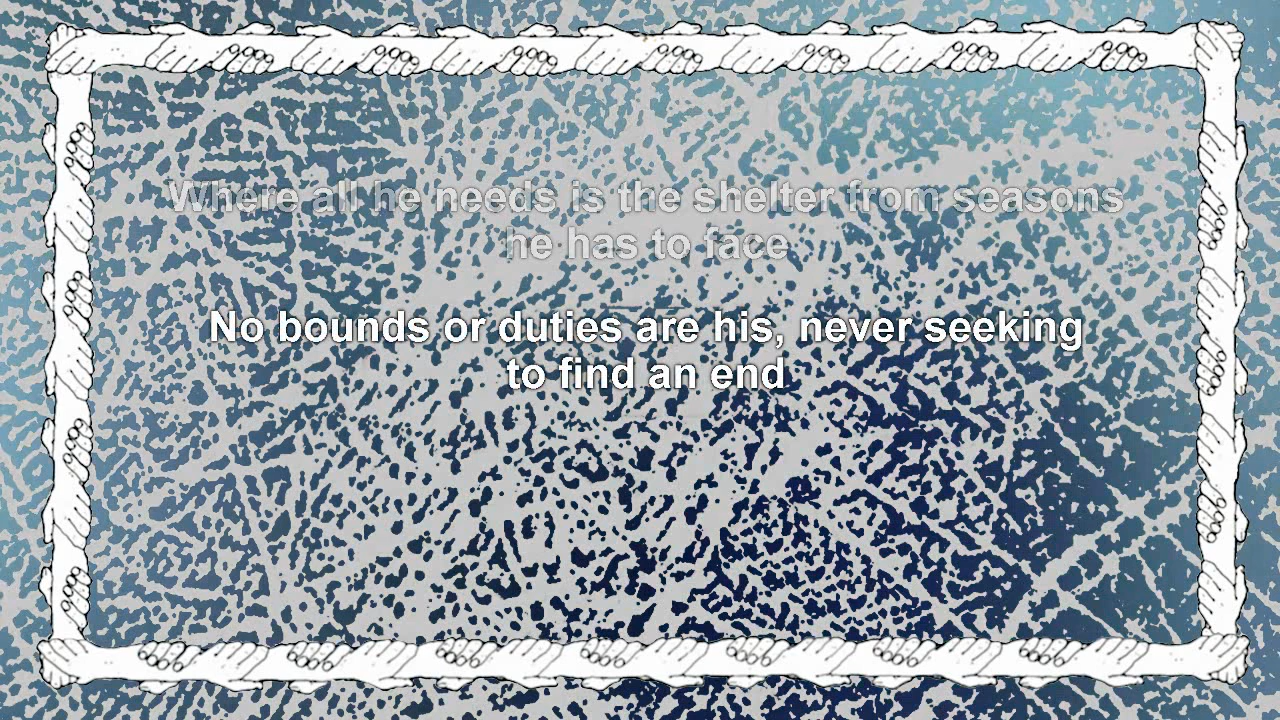 Where all he needs is the shelter from seasons
he has to face
No bounds or duties are his, never seeking
to find an end